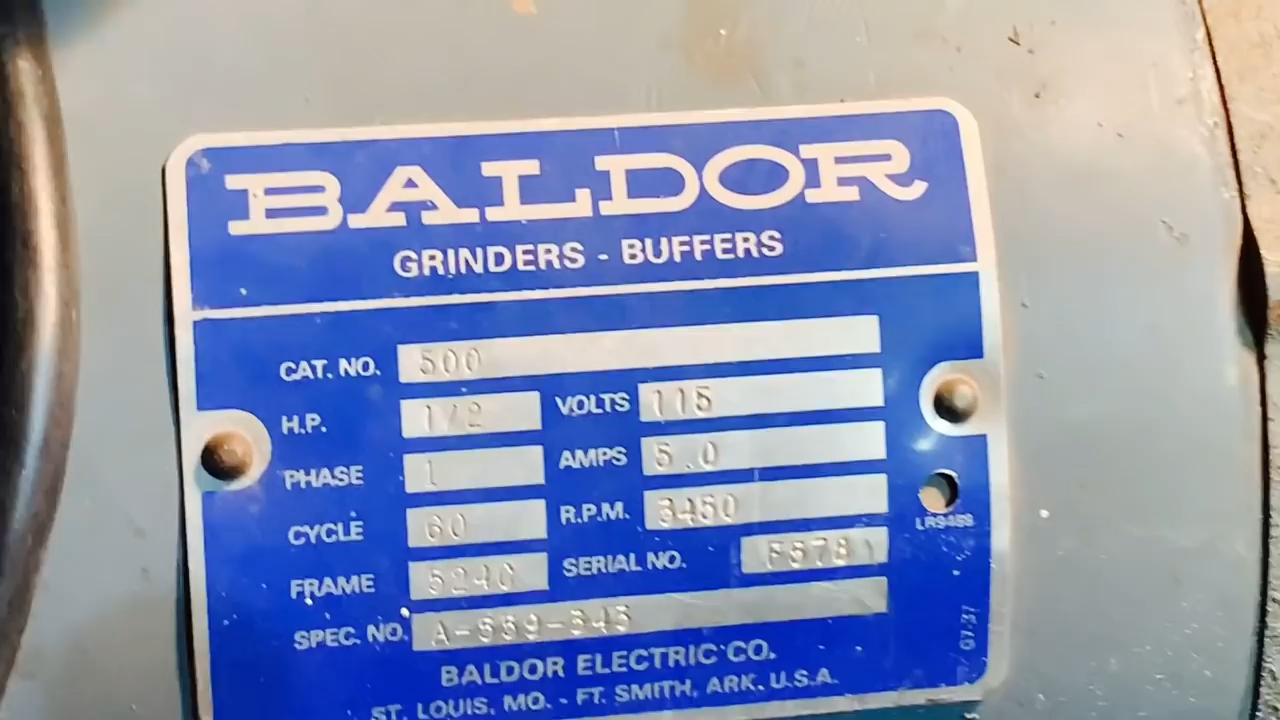 BALDOR
GRINDERS - BUFFERS
CAT. NO. 500
H.P. 1/2 VOLTS 115
PHASE 1 AMPS 5.0
CYCLE 60 R.P.M. 3450
FRAME SERIAL NO.
SPEC. NO.
BALDOR ELECTRIC CO.
ST. LOUIS, MO. - FT. SMITH, ARK. U.S.A.